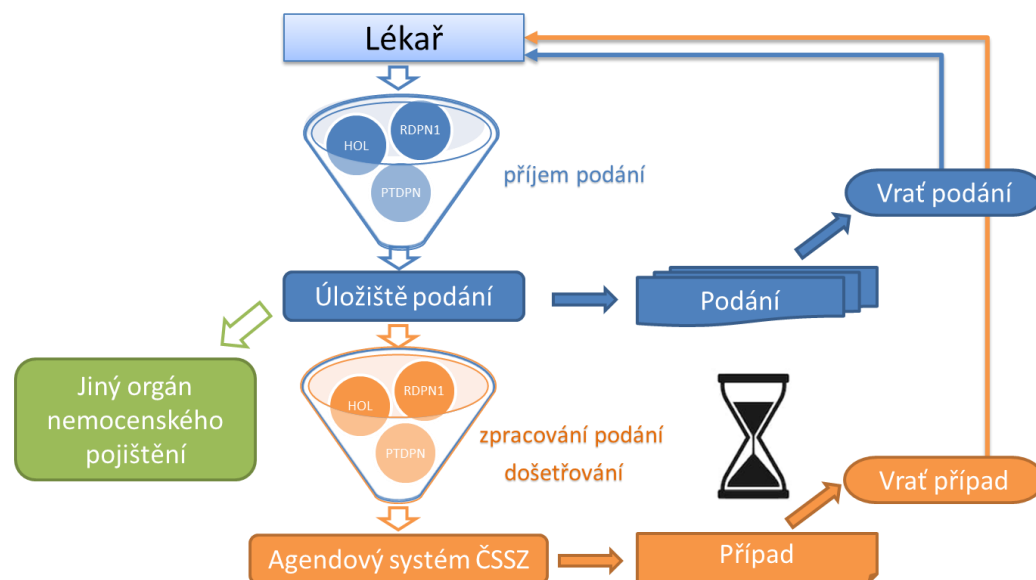 Lékař
HOL
RDPN1
PTDPN
příjem podání
Vrať podání
Úložiště podání
Podání
Jiný orgán
nemocenského
pojištění
HOL
RDPN1
PTDPN
zpracování podání
došetřování
Vrať případ
Agendový systém ČSSZ
Případ